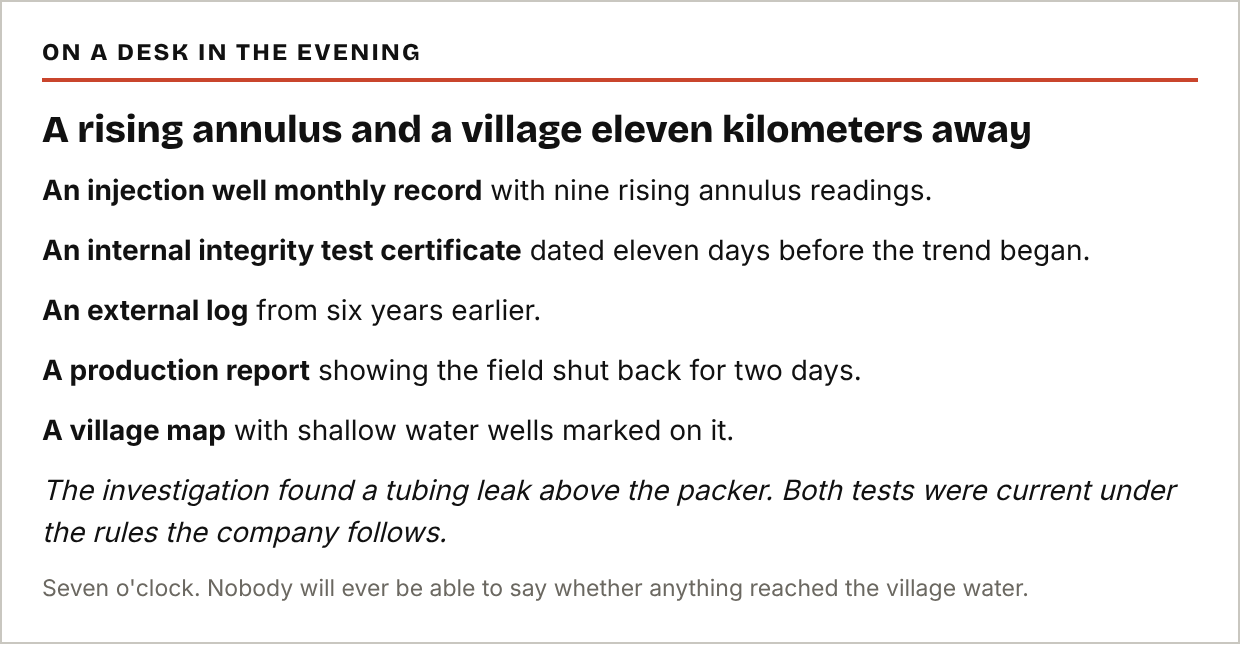 ON A DESK IN THE EVENING
A rising annulus and a village eleven kilometers away
An injection well monthly record with nine rising annulus readings.
An internal integrity test certificate dated eleven days before the trend began.
An external log from six years earlier.
A production report showing the field shut back for two days.
A village map with shallow water wells marked on it.
The investigation found a tubing leak above the packer. Both tests were current under
the rules the company follows.
Seven o'clock. Nobody will ever be able to say whether anything reached the village water.